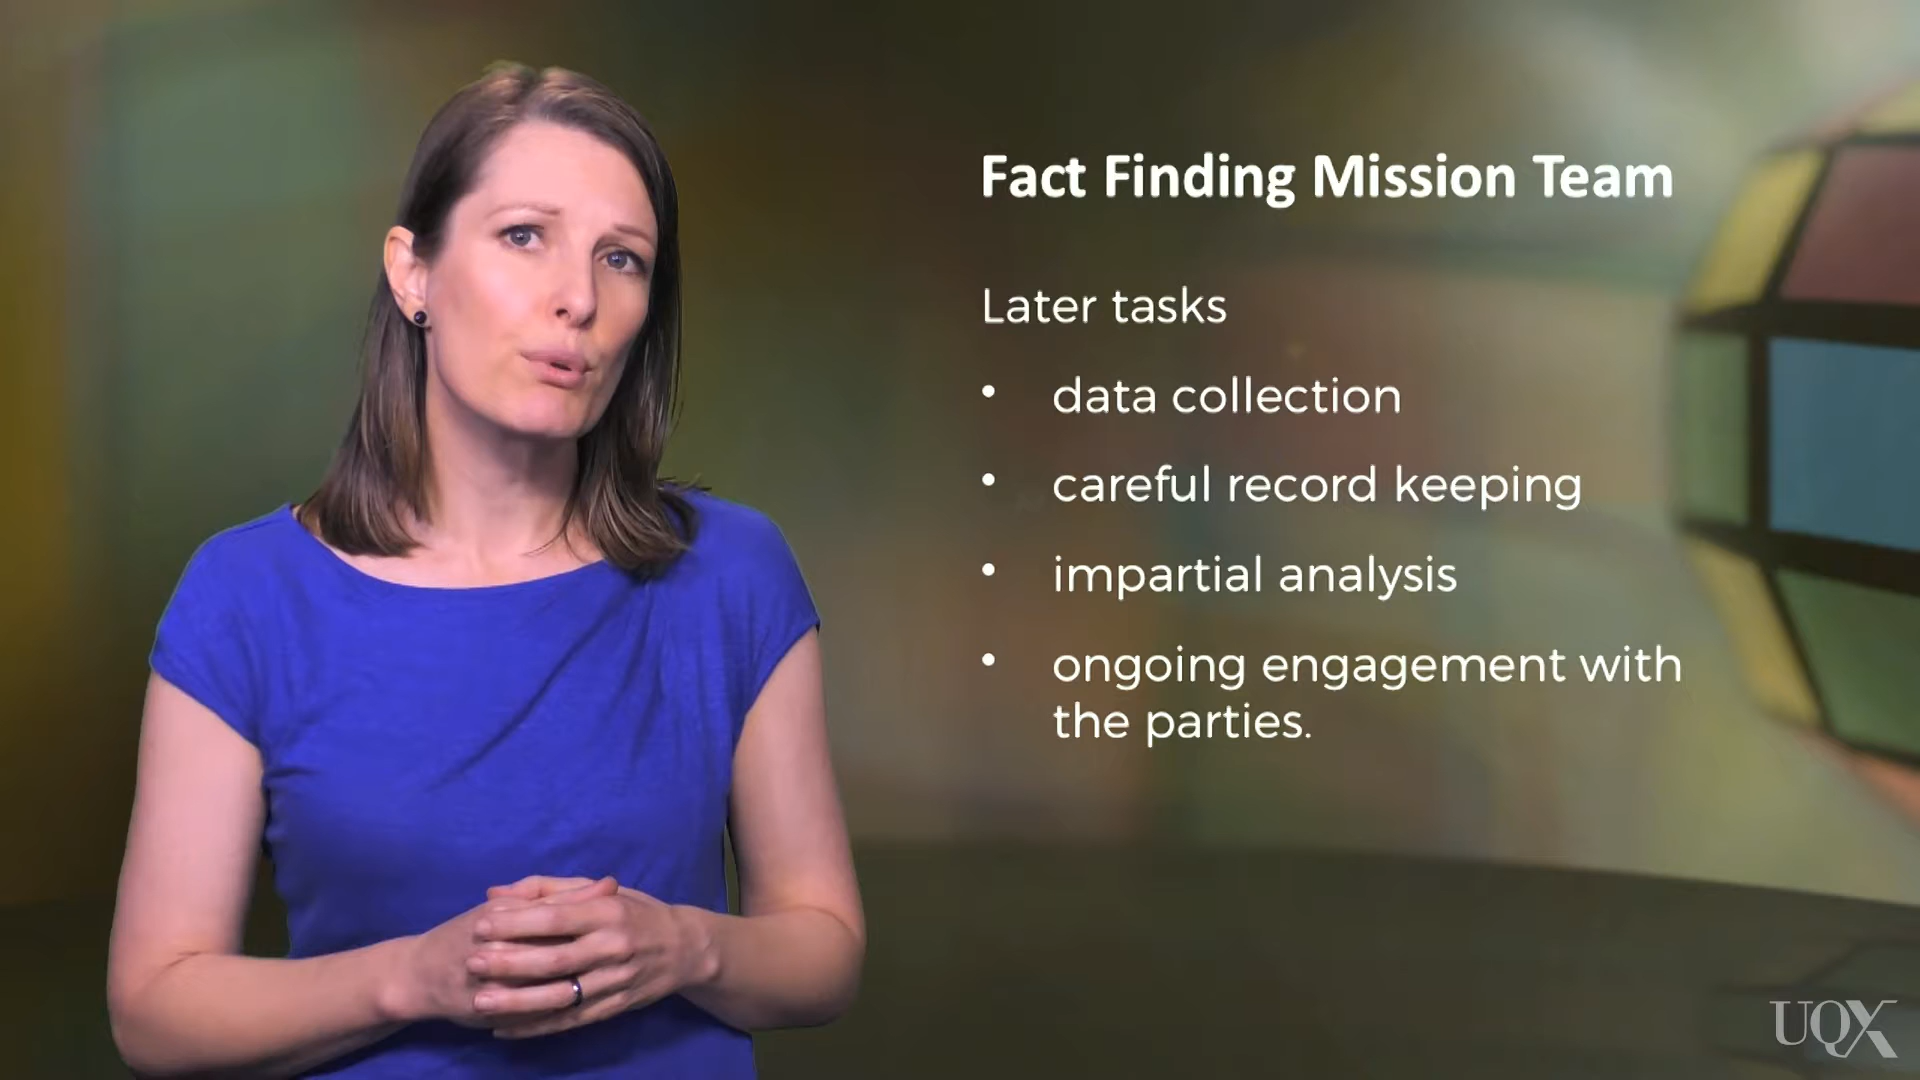 Fact Finding Mission Team
Later tasks
• data collection
• careful record keeping
• impartial analysis
• ongoing engagement with
the parties.
UQX